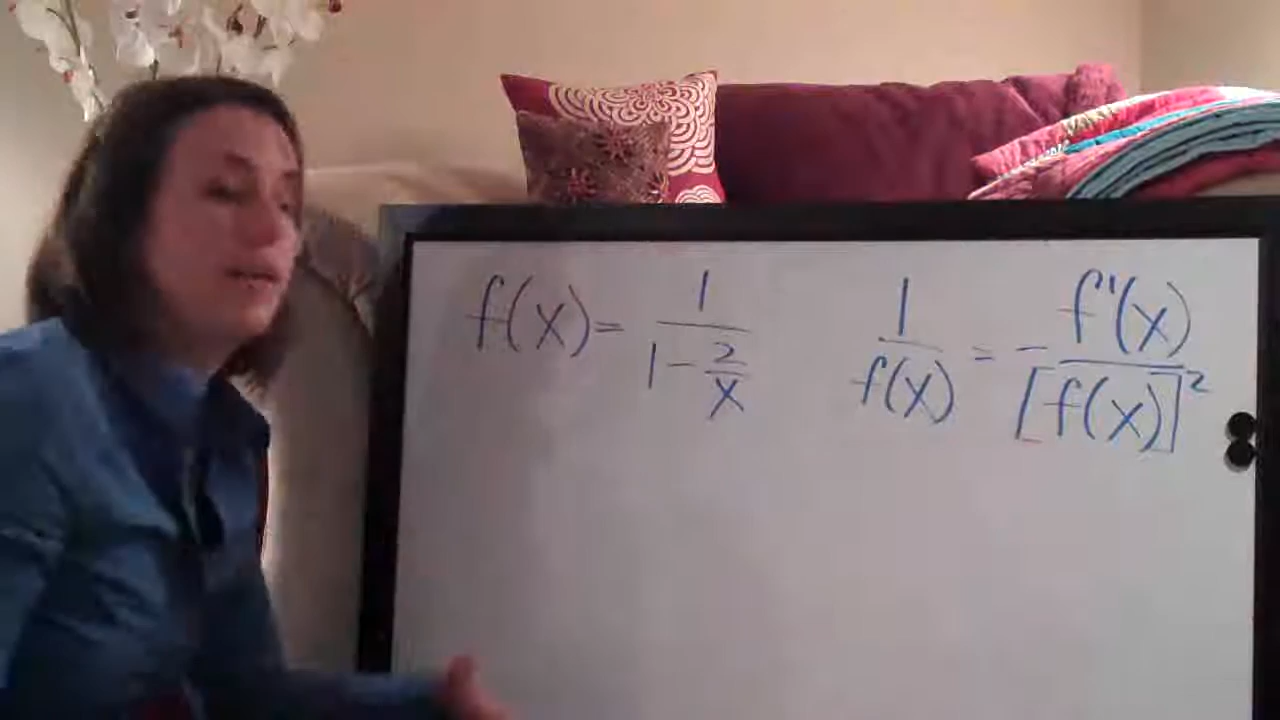 f(x) = 1/(1 - 2/x)
1/f(x) = - f'(x)/[f(x)]²